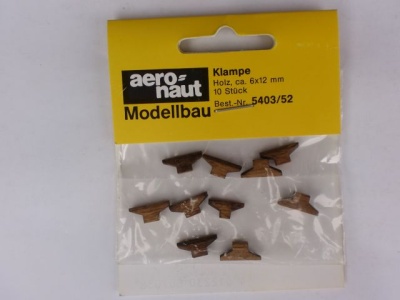 aero-
naut
Modellbau
Klampe
Holz, ca. 6x12 mm
10 Stück
Best.-Nr. 5403/52